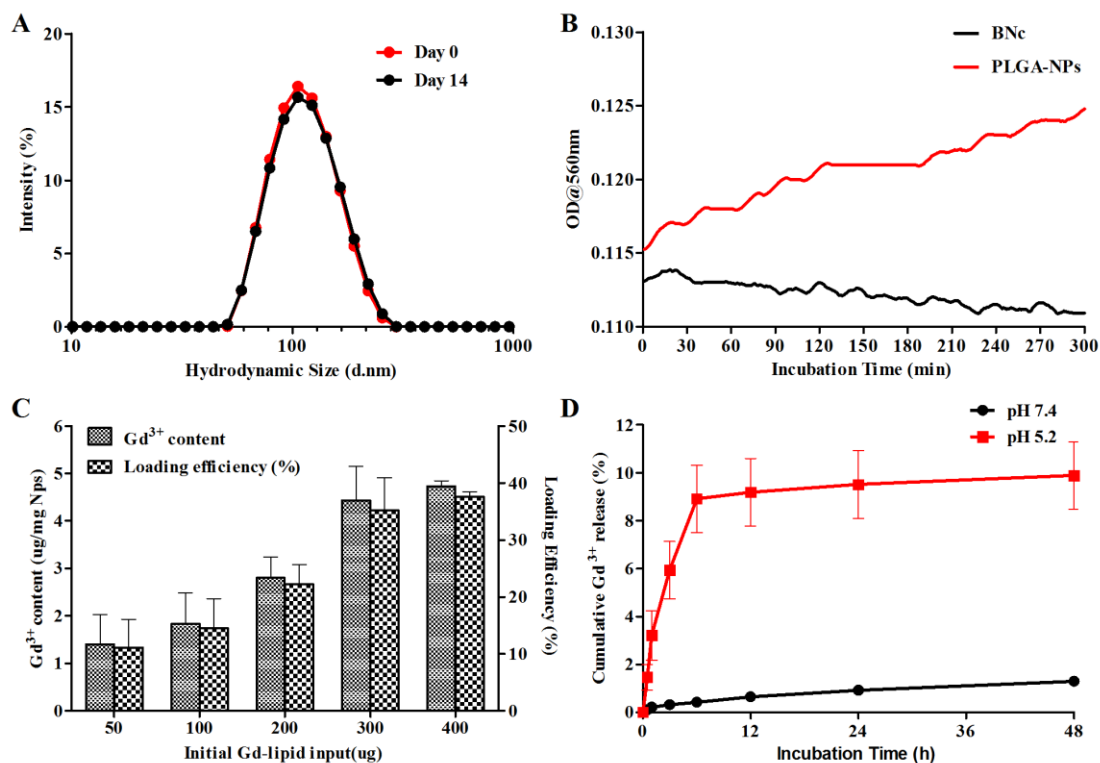 A
20
15
10
5
0
Intensity (%)
Day 0
Day 14
10
100
1000
Hydrodynamic Size (d.nm)
B
0.130
0.125
0.120
0.115
0.110
OD@560nm
BNc
PLGA-NPs
0 30 60 90 120 150 180 210 240 270 300
Incubation Time (min)
C
6
5
4
3
2
1
0
Gd³⁺ content (ug/mg Nps)
Gd³⁺ content
Loading efficiency (%)
50
40
30
20
10
0
Loading Efficiency
(%)
50 100 200 300 400
Initial Gd-lipid input(ug)
D
12
10
8
6
4
2
0
Cumulative Gd³⁺ release (%)
pH 7.4
pH 5.2
0 12 24 36 48
Incubation Time (h)